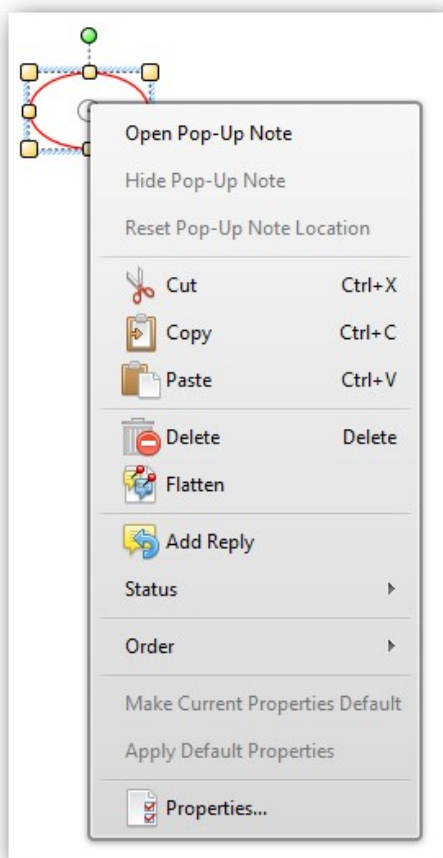 Open Pop-Up Note
Hide Pop-Up Note
Reset Pop-Up Note Location
Cut Ctrl+X
Copy Ctrl+C
Paste Ctrl+V
Delete Delete
Flatten
Add Reply
Status
Order
Make Current Properties Default
Apply Default Properties
Properties...